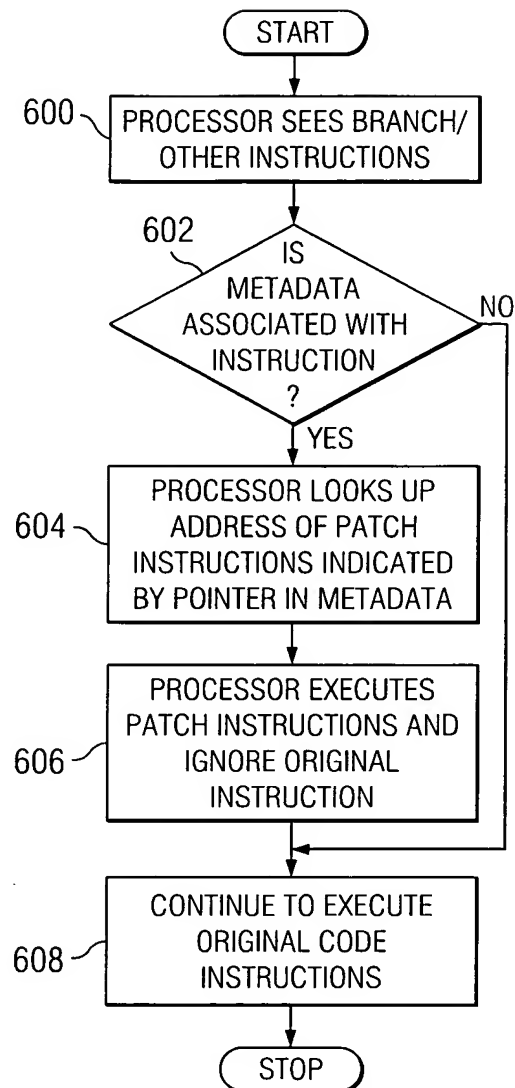 START
600
PROCESSOR SEES BRANCH/
OTHER INSTRUCTIONS
602
IS
METADATA
ASSOCIATED WITH
INSTRUCTION
?
NO
YES
604
PROCESSOR LOOKS UP
ADDRESS OF PATCH
INSTRUCTIONS INDICATED
BY POINTER IN METADATA
606
PROCESSOR EXECUTES
PATCH INSTRUCTIONS AND
IGNORE ORIGINAL
INSTRUCTION
608
CONTINUE TO EXECUTE
ORIGINAL CODE
INSTRUCTIONS
STOP